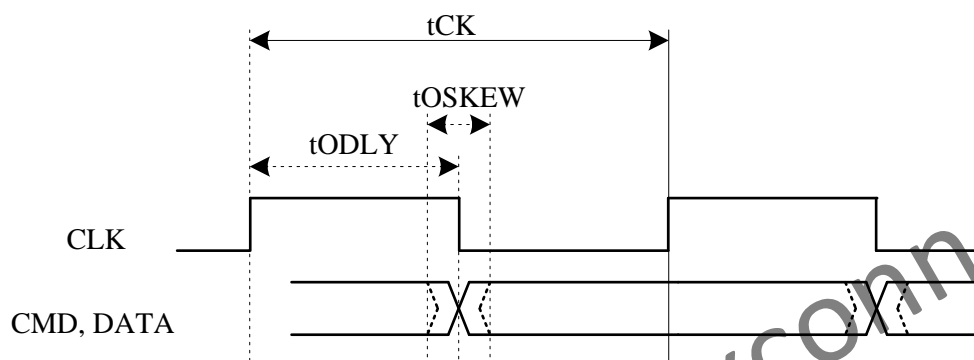 tCK
tOSKEW
tODLY
CLK
CMD, DATA